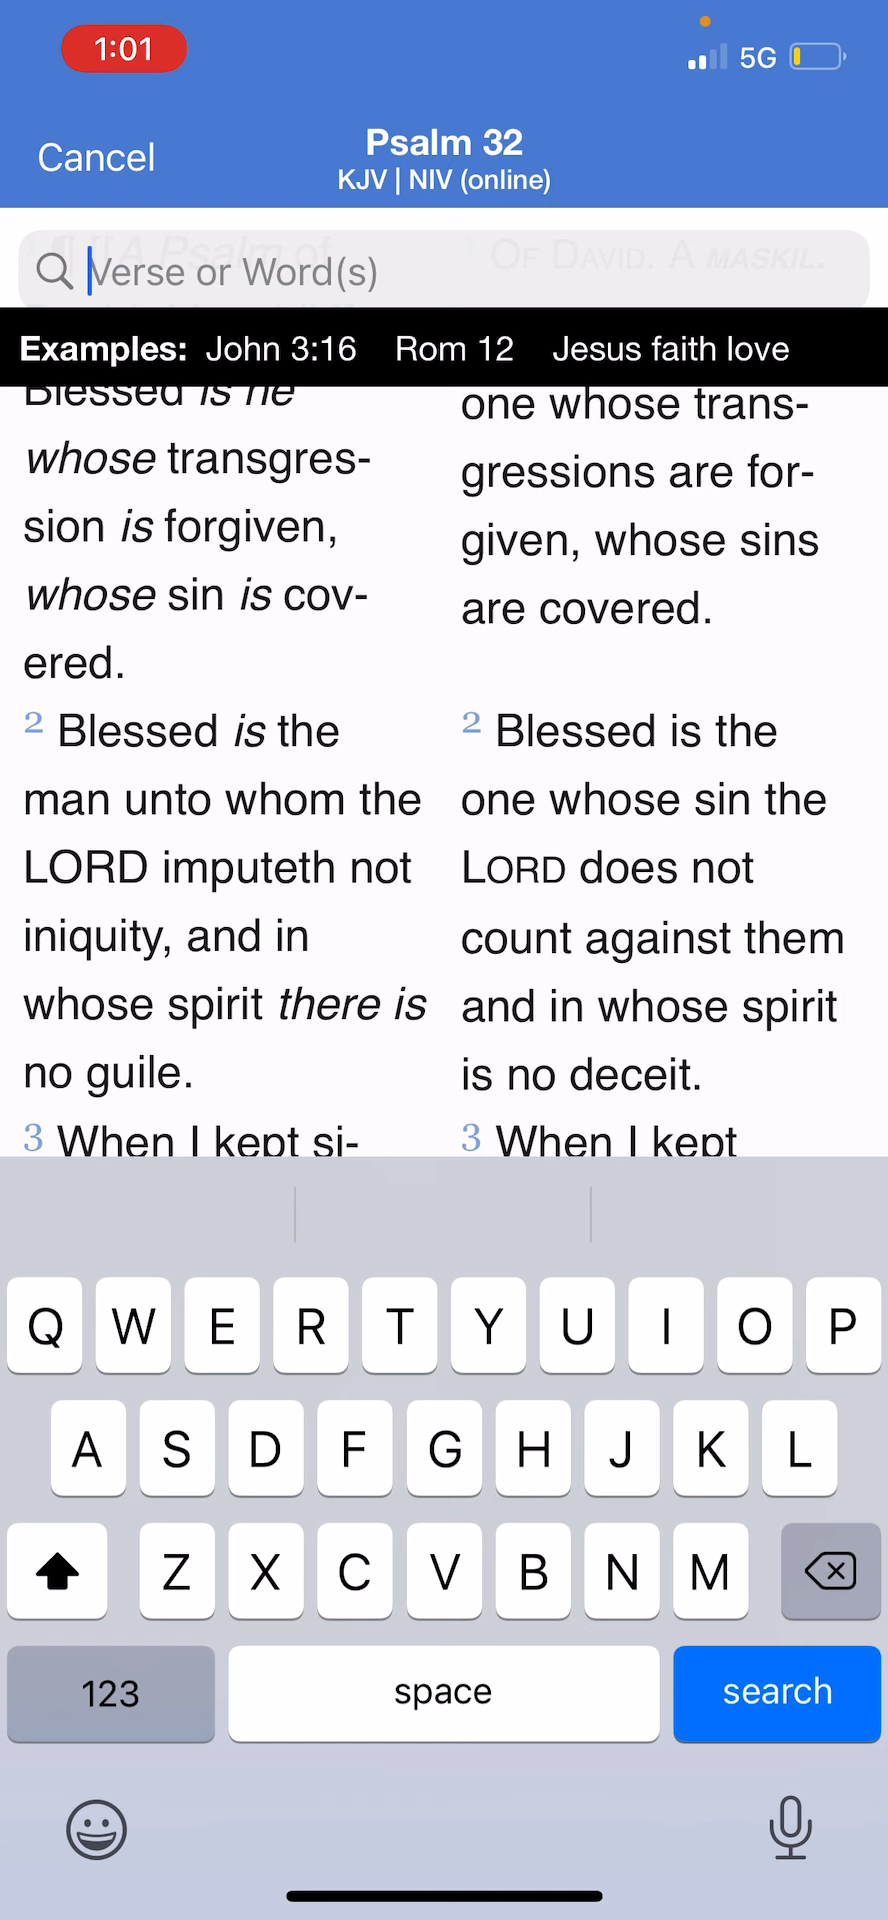 1:01
5G
Cancel
Psalm 32
KJV | NIV (online)
A Psalm of
OF DAVID. A MASKIL.
Verse or Word(s)
Examples: John 3:16 Rom 12 Jesus faith love
Blessed is he
whose transgres-
sion is forgiven,
whose sin is cov-
ered.
2 Blessed is the
man unto whom the
LORD imputeth not
iniquity, and in
whose spirit there is
no guile.
3 When I kept si-
one whose trans-
gressions are for-
given, whose sins
are covered.
2 Blessed is the
one whose sin the
LORD does not
count against them
and in whose spirit
is no deceit.
3 When I kept
Q W E R T Y U I O P
A S D F G H J K L
Z X C V B N M
123 space search